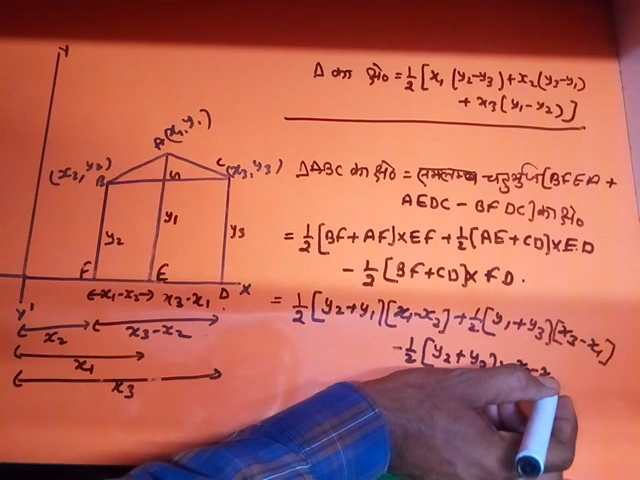 Δ का क्षे० = 1/2 [x₁ (y₂-y₃) + x₂ (y₃-y₁)
+ x₃ (y₁-y₂)]
Y
A (x₁, y₁)
(x₂, y₂)
B
S
C (x₃, y₃)
y₂
y₁
y₃
F
E
D
X
Y'
x₁-x₂
x₃-x₁
x₂
x₃-x₂
x₁
x₃
ΔABC का क्षे० = समलम्ब चतुर्भुज [BFEA +
AEDC - BFDC] का क्षे०
= 1/2 [BF + AF] × EF + 1/2 (AE + CD] × ED
- 1/2 [BF + CD] × FD.
= 1/2 [y₂ + y₁] [x₁-x₂] + 1/2 [y₁ + y₃] [x₃-x₁]
- 1/2 [y₂ + y₃]